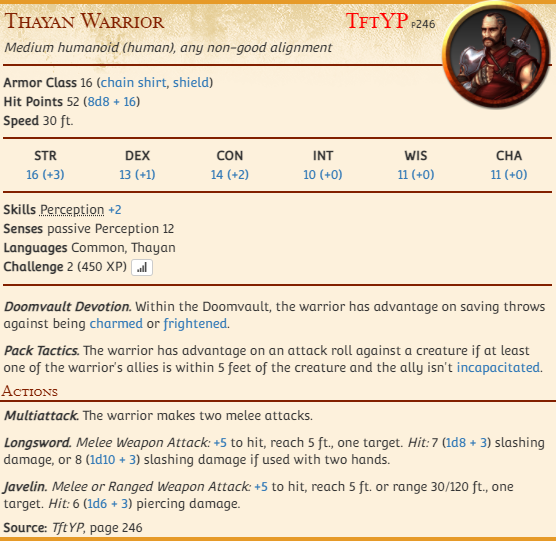 Thayan Warrior TftYP p246
Medium humanoid (human), any non-good alignment
Armor Class 16 (chain shirt, shield)
Hit Points 52 (8d8 + 16)
Speed 30 ft.
STR DEX CON INT WIS CHA
16 (+3) 13 (+1) 14 (+2) 10 (+0) 11 (+0) 11 (+0)
Skills Perception +2
Senses passive Perception 12
Languages Common, Thayan
Challenge 2 (450 XP)
Doomvault Devotion. Within the Doomvault, the warrior has advantage on saving throws
against being charmed or frightened.
Pack Tactics. The warrior has advantage on an attack roll against a creature if at least
one of the warrior's allies is within 5 feet of the creature and the ally isn't incapacitated.
Actions
Multiattack. The warrior makes two melee attacks.
Longsword. Melee Weapon Attack: +5 to hit, reach 5 ft., one target. Hit: 7 (1d8 + 3) slashing
damage, or 8 (1d10 + 3) slashing damage if used with two hands.
Javelin. Melee or Ranged Weapon Attack: +5 to hit, reach 5 ft. or range 30/120 ft., one
target. Hit: 6 (1d6 + 3) piercing damage.
Source: TftYP, page 246